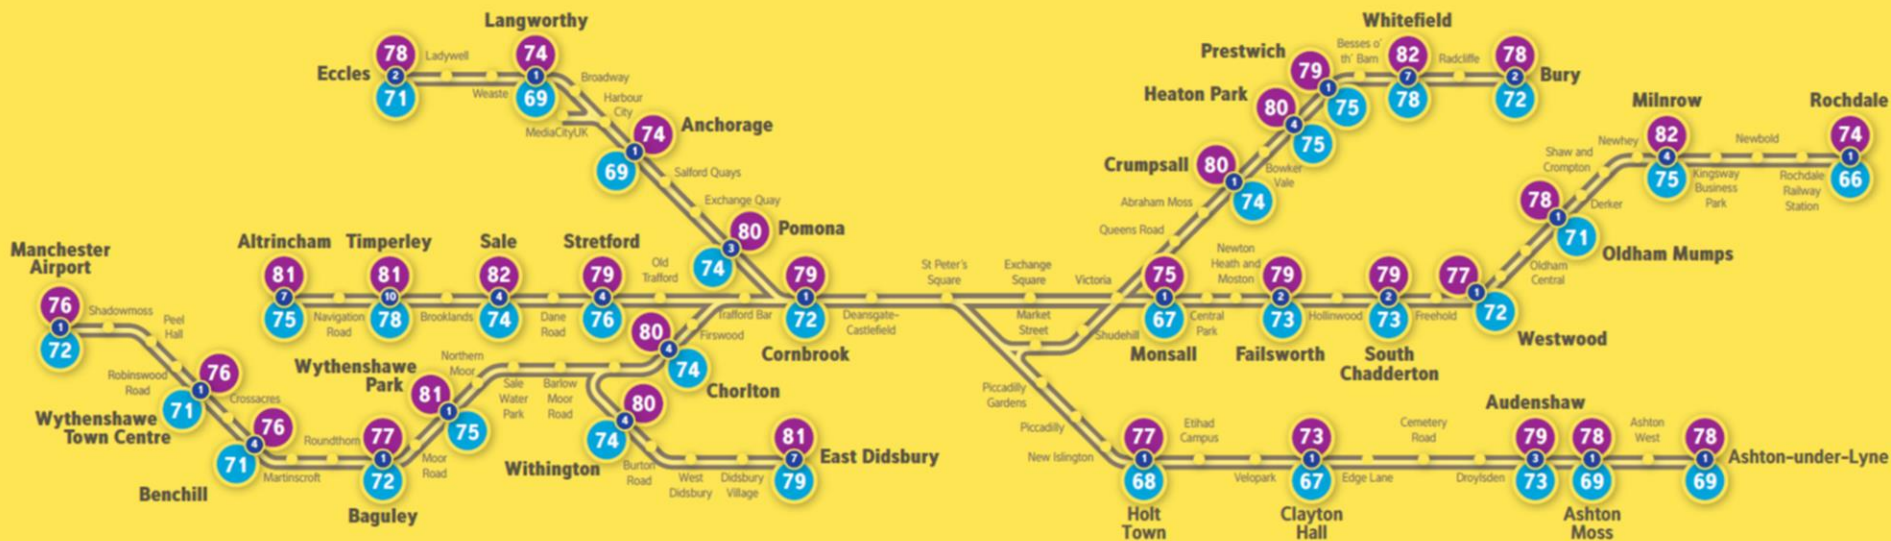 Langworthy
78
Ladywell
74
Eccles
2
1
Broadway
71
Weaste
69
Harbour
City
MediaCityUK
74
Anchorage
1
69
Salford Quays
Exchange Quay
80
Pomona
3
74
Whitefield
Prestwich
Besses o'
th' Barn
82
Radcliffe
78
79
7
2
Bury
1
75
78
72
Heaton Park
80
4
75
Crumpsall
80
Bowker
Vale
1
74
Abraham Moss
Queens Road
Milnrow
Rochdale
82
Newbold
74
Newhey
4
1
Shaw and
Crompton
75
Kingsway
Business
Park
Rochdale
Railway
Station
66
78
Derker
1
71
Oldham Mumps
Oldham
Central
Manchester
Airport
76
Shadowmoss
1
72
Peel
Hall
Robinswood
Road
76
1
71
Crossacres
Wythenshawe
Town Centre
76
4
71
Benchill
Roundthorn
Martinscroft
77
1
72
Baguley
Moor
Road
Wythenshawe
Park
81
1
75
Northern
Moor
Sale
Water
Park
Barlow
Moor
Road
Altrincham
Timperley
Sale
Stretford
81
81
82
79
Old
Trafford
79
7
10
4
4
1
75
Navigation
Road
78
Brooklands
74
Dane
Road
76
Trafford Bar
72
Cornbrook
80
Firswood
4
74
Chorlton
80
4
74
Withington
Burton
Road
West
Didsbury
Didsbury
Village
81
7
79
East Didsbury
Deansgate-
Castlefield
St Peter's
Square
Exchange
Square
Victoria
Market
Street
Shudehill
Piccadilly
Gardens
Piccadilly
New Islington
75
1
67
Monsall
Newton
Heath and
Moston
Central
Park
79
2
73
Failsworth
Hollinwood
79
2
73
South
Chadderton
Freehold
77
1
72
Westwood
77
1
68
Holt
Town
Etihad
Campus
Velopark
73
1
67
Clayton
Hall
Edge Lane
Cemetery
Road
Droylsden
Audenshaw
79
3
73
78
1
69
Ashton
Moss
Ashton
West
78
1
69
Ashton-under-Lyne